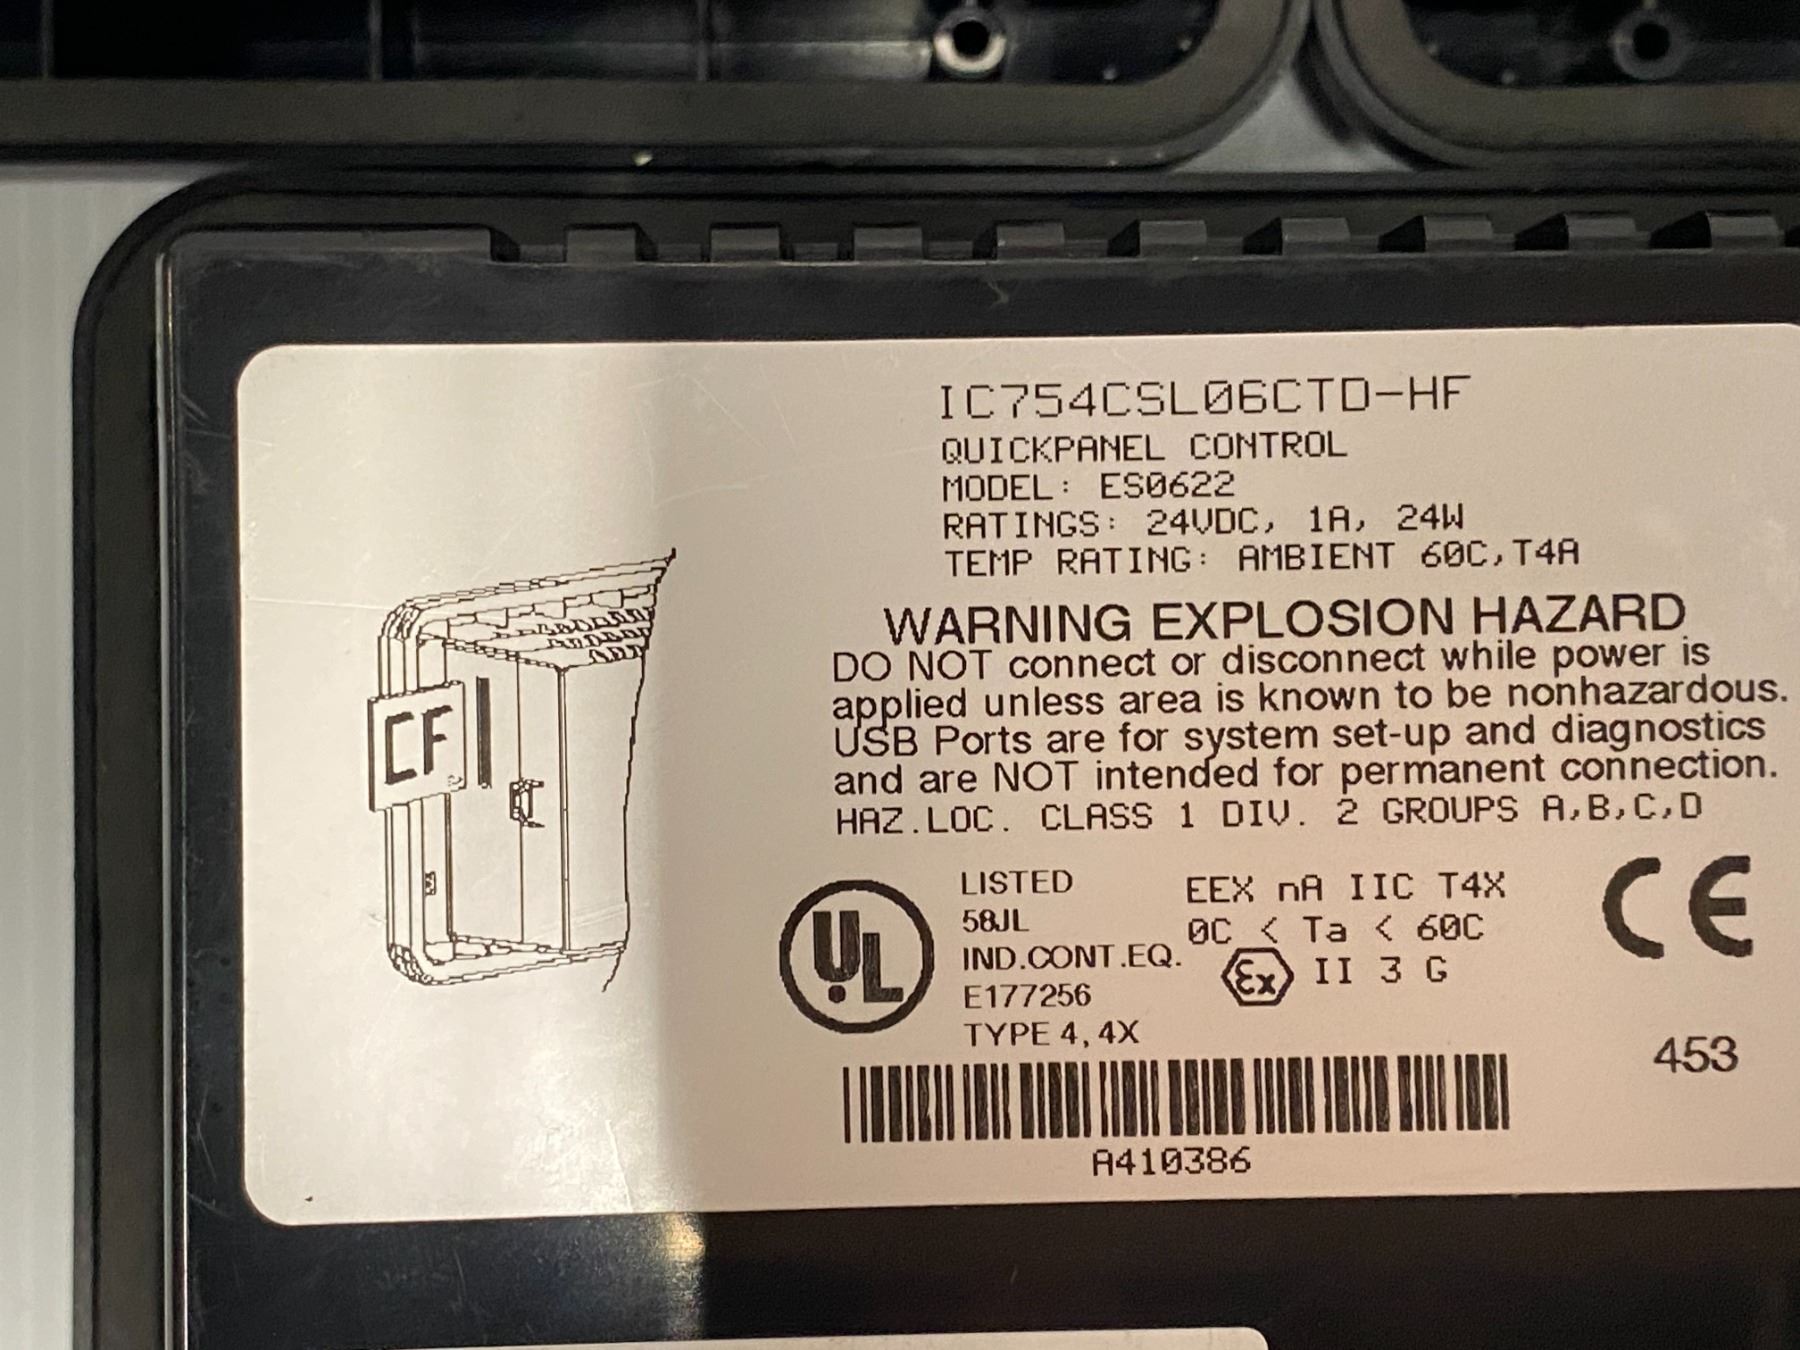 IC754CSL06CTD-HF
QUICKPANEL CONTROL
MODEL: ES0622
RATINGS: 24VDC, 1A, 24W
TEMP RATING: AMBIENT 60C,T4A
WARNING EXPLOSION HAZARD
DO NOT connect or disconnect while power is
applied unless area is known to be nonhazardous.
USB Ports are for system set-up and diagnostics
and are NOT intended for permanent connection.
HAZ.LOC. CLASS 1 DIV. 2 GROUPS A,B,C,D
CF
UL
LISTED
58JL
IND.CONT.EQ.
E177256
TYPE 4,4X
EEX nA IIC T4X
0C < Ta < 60C
Ex II 3 G
CE
453
A410386